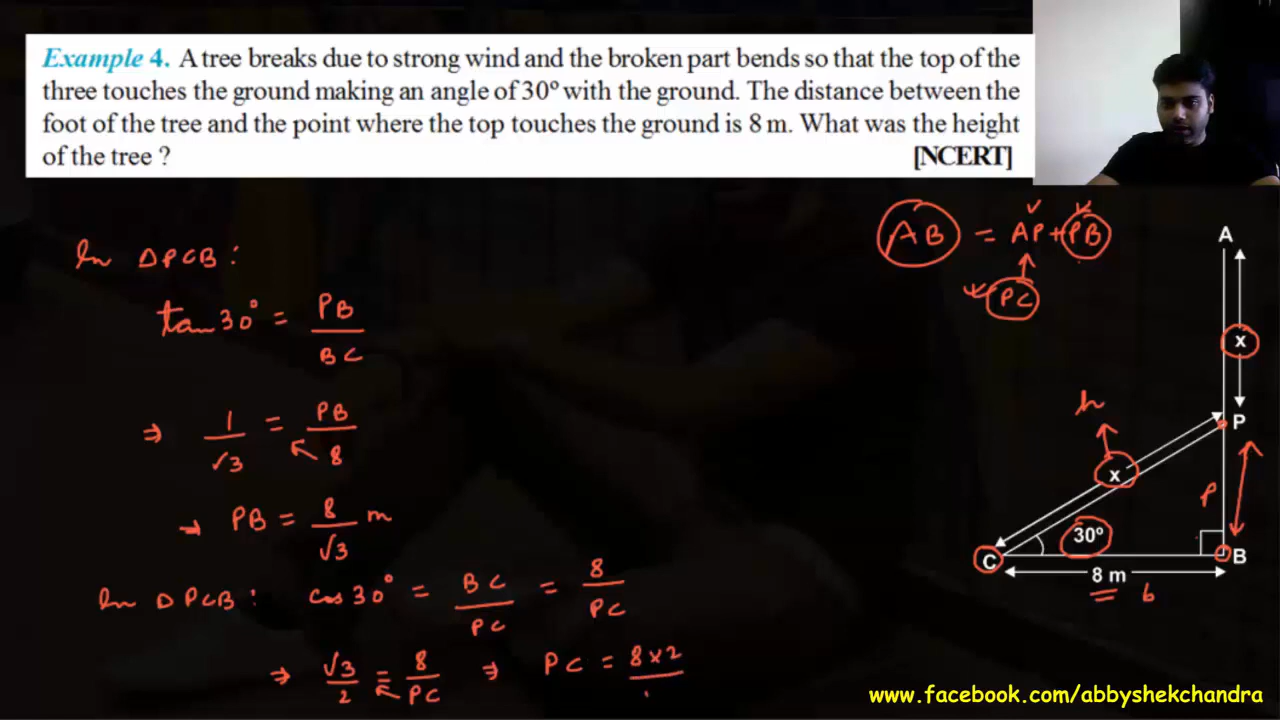 Example 4. A tree breaks due to strong wind and the broken part bends so that the top of the
three touches the ground making an angle of 30º with the ground. The distance between the
foot of the tree and the point where the top touches the ground is 8 m. What was the height
of the tree ? [NCERT]
In ΔPCB :
tan 30° = PB / BC
⇒ 1/√3 = PB/8
⇒ PB = 8/√3 m
In ΔPCB : cos 30° = BC/PC = 8/PC
⇒ √3/2 = 8/PC ⇒ PC = 8×2
AB = AP + PB
PC
A
x
P
h
x
P
30º
C
B
8 m
b
www.facebook.com/abbyshekchandra